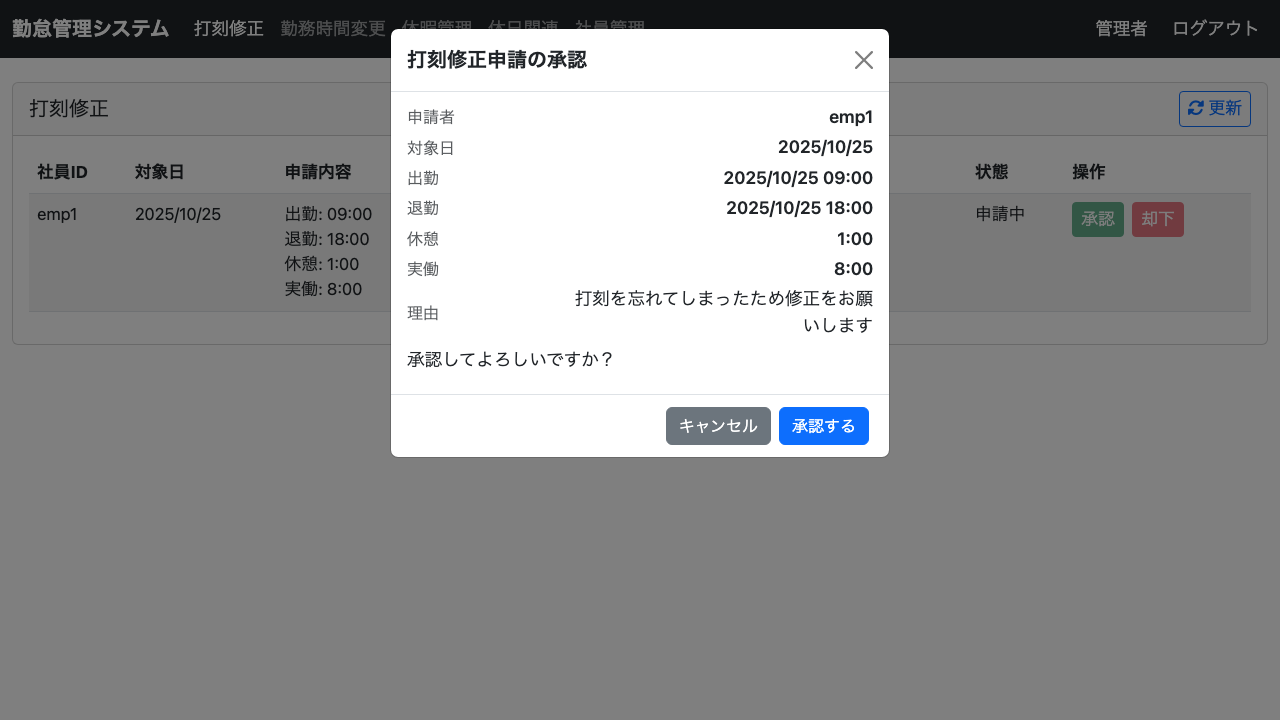 勤怠管理システム 打刻修正 勤務時間変更 休暇管理 休日関連 社員管理 管理者 ログアウト
打刻修正申請の承認
打刻修正 更新
申請者 emp1
対象日 2025/10/25
出勤 2025/10/25 09:00
退勤 2025/10/25 18:00
休憩 1:00
実働 8:00
理由 打刻を忘れてしまったため修正をお願
いします
承認してよろしいですか？
キャンセル 承認する
社員ID 対象日 申請内容 状態 操作
emp1 2025/10/25 出勤: 09:00 申請中 承認 却下
退勤: 18:00
休憩: 1:00
実働: 8:00